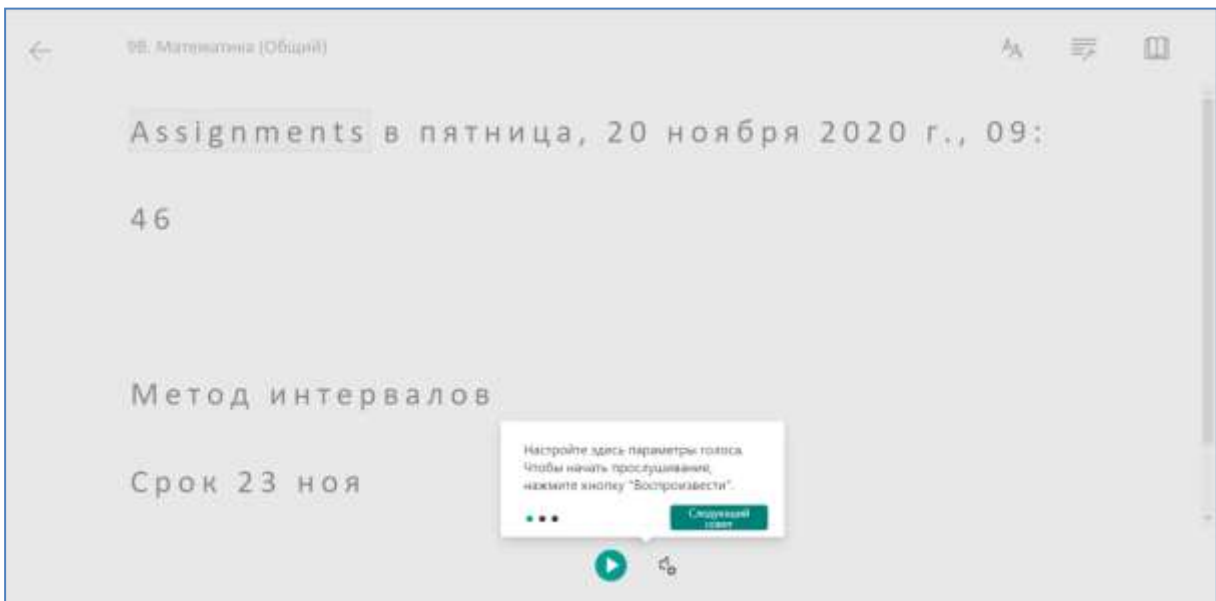 9В. Математика (Общий)
Assignments в пятница, 20 ноября 2020 г., 09:
46
Метод интервалов
Срок 23 ноя
Настройте здесь параметры голоса.
Чтобы начать прослушивание,
нажмите кнопку "Воспроизвести".
Следующий
совет